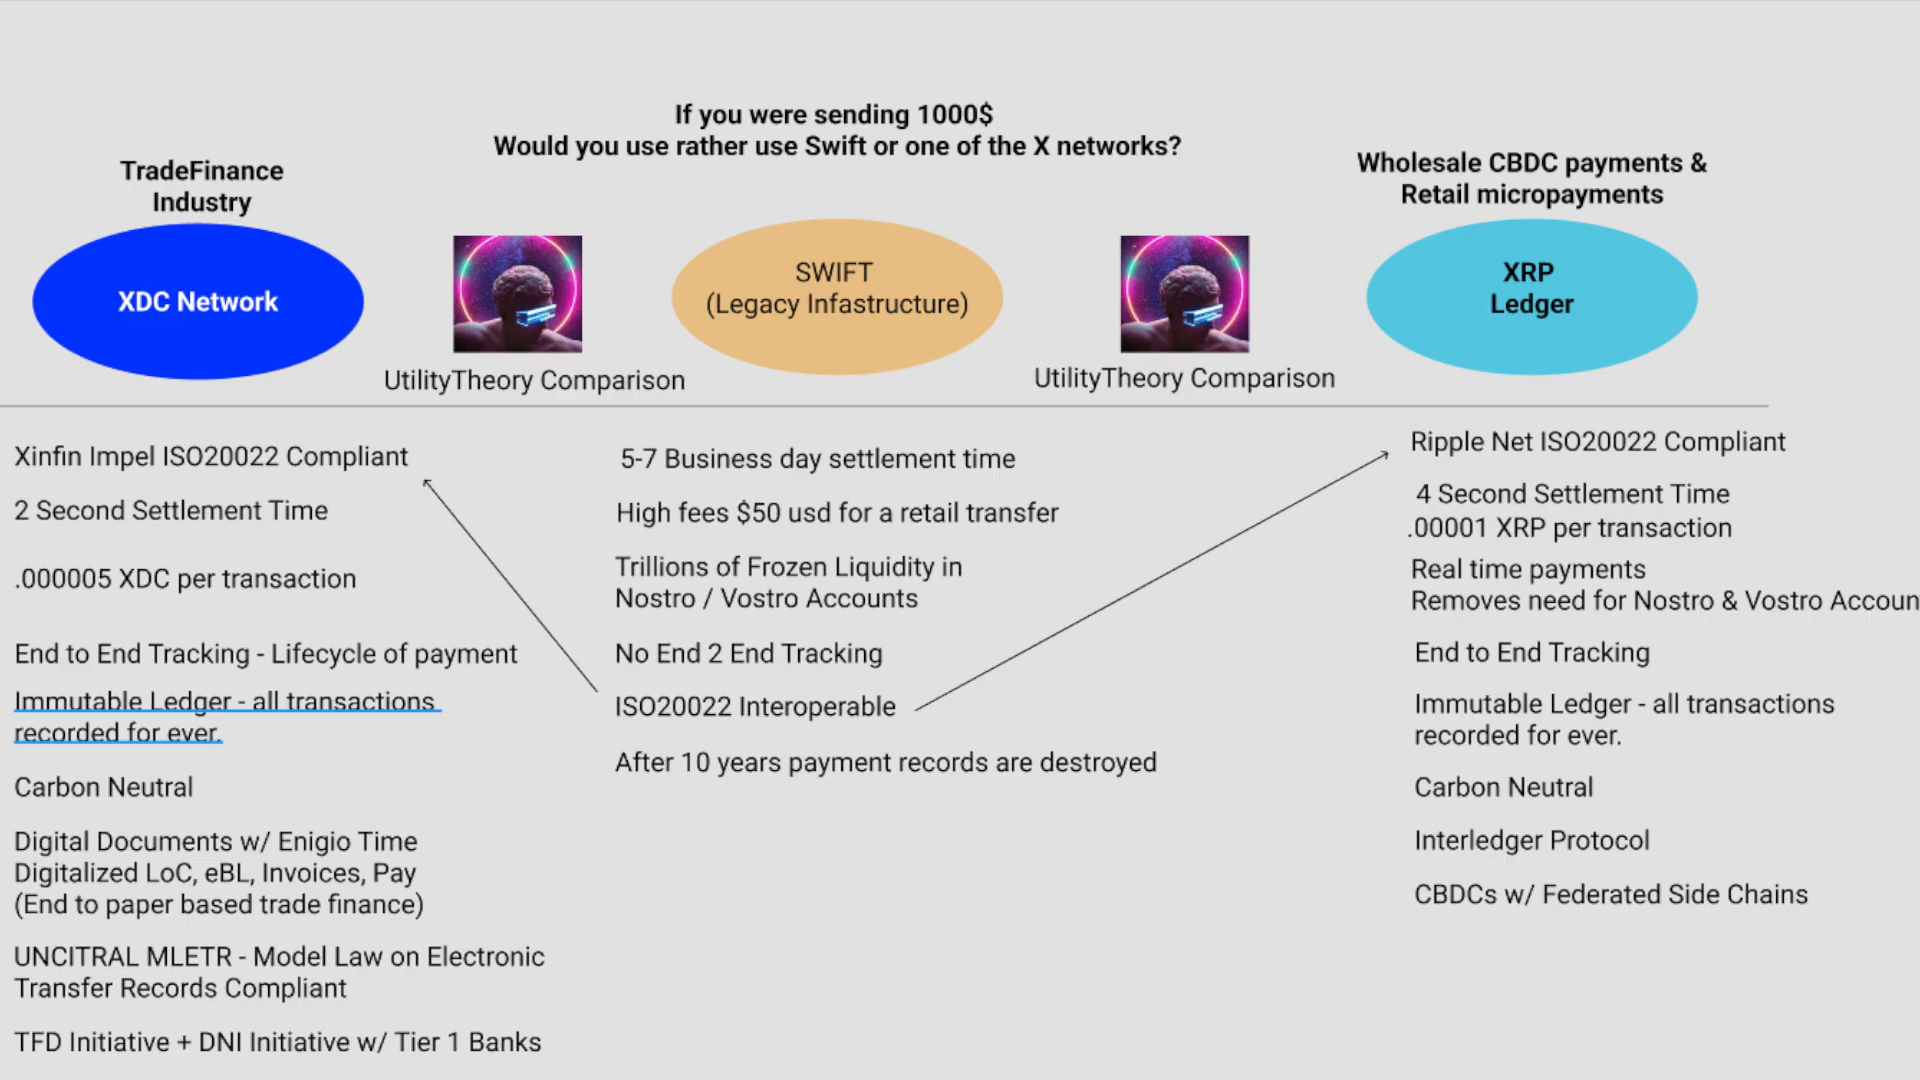 If you were sending 1000$
Would you use rather use Swift or one of the X networks?
TradeFinance
Industry
Wholesale CBDC payments &
Retail micropayments
XDC Network
SWIFT
(Legacy Infastructure)
XRP
Ledger
UtilityTheory Comparison
UtilityTheory Comparison
Xinfin Impel ISO20022 Compliant
2 Second Settlement Time
.000005 XDC per transaction
End to End Tracking - Lifecycle of payment
Immutable Ledger - all transactions
recorded for ever.
Carbon Neutral
Digital Documents w/ Enigio Time
Digitalized LoC, eBL, Invoices, Pay
(End to paper based trade finance)
UNCITRAL MLETR - Model Law on Electronic
Transfer Records Compliant
TFD Initiative + DNI Initiative w/ Tier 1 Banks
5-7 Business day settlement time
High fees $50 usd for a retail transfer
Trillions of Frozen Liquidity in
Nostro / Vostro Accounts
No End 2 End Tracking
ISO20022 Interoperable
After 10 years payment records are destroyed
Ripple Net ISO20022 Compliant
4 Second Settlement Time
.00001 XRP per transaction
Real time payments
Removes need for Nostro & Vostro Accoun
End to End Tracking
Immutable Ledger - all transactions
recorded for ever.
Carbon Neutral
Interledger Protocol
CBDCs w/ Federated Side Chains